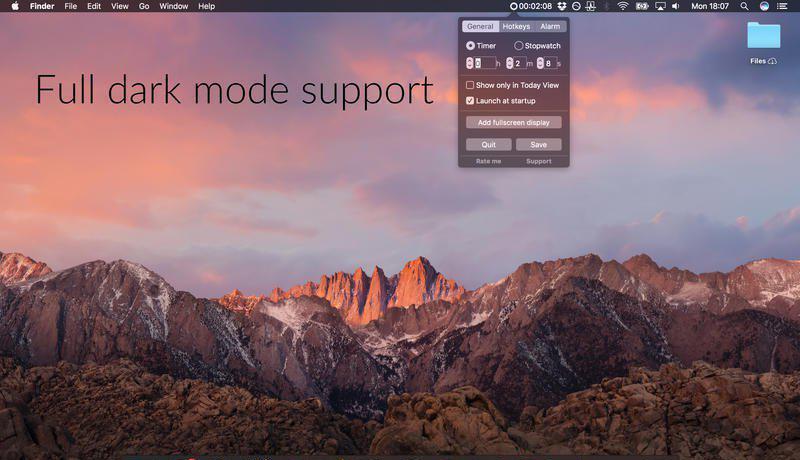 Finder File Edit View Go Window Help 00:02:08 Mon 18:07
General Hotkeys Alarm
Timer Stopwatch
0 h 2 m 8 s
Show only in Today View
Launch at startup
Add fullscreen display
Quit Save
Rate me Support
Files
Full dark mode support